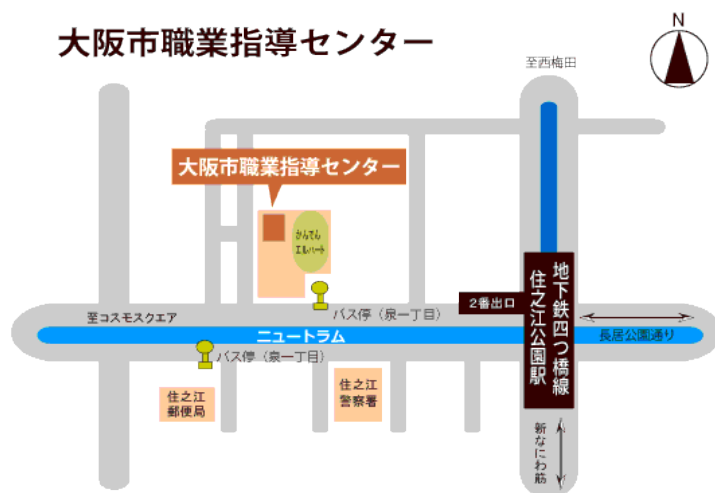 大阪市職業指導センター
N
至西梅田
大阪市職業指導センター
かんでん
エルハート
地下鉄四つ橋線
住之江公園駅
2番出口
バス停（泉一丁目）
至コスモスクエア
ニュートラム
長居公園通り
バス停（泉一丁目）
住之江
郵便局
住之江
警察署
新なにわ筋